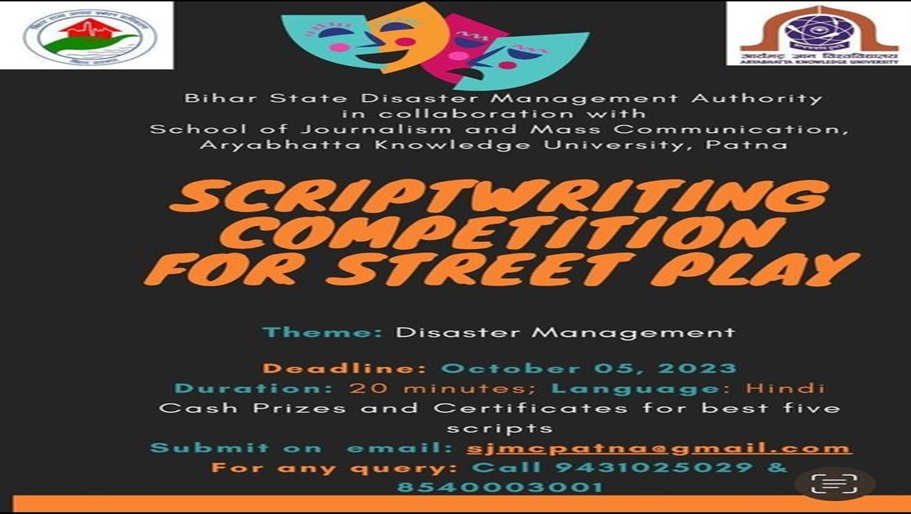 आर्यभट्ट ज्ञान विश्वविद्यालय
ARYABHATTA KNOWLEDGE UNIVERSITY
Bihar State Disaster Management Authority
in collaboration with
School of Journalism and Mass Communication,
Aryabhatta Knowledge University, Patna
SCRIPTWRITING
COMPETITION
FOR STREET PLAY
Theme: Disaster Management
Deadline: October 05, 2023
Duration: 20 minutes; Language: Hindi
Cash Prizes and Certificates for best five
scripts
Submit on email: sjmcpatna@gmail.com
For any query: Call 9431025029 &
8540003001